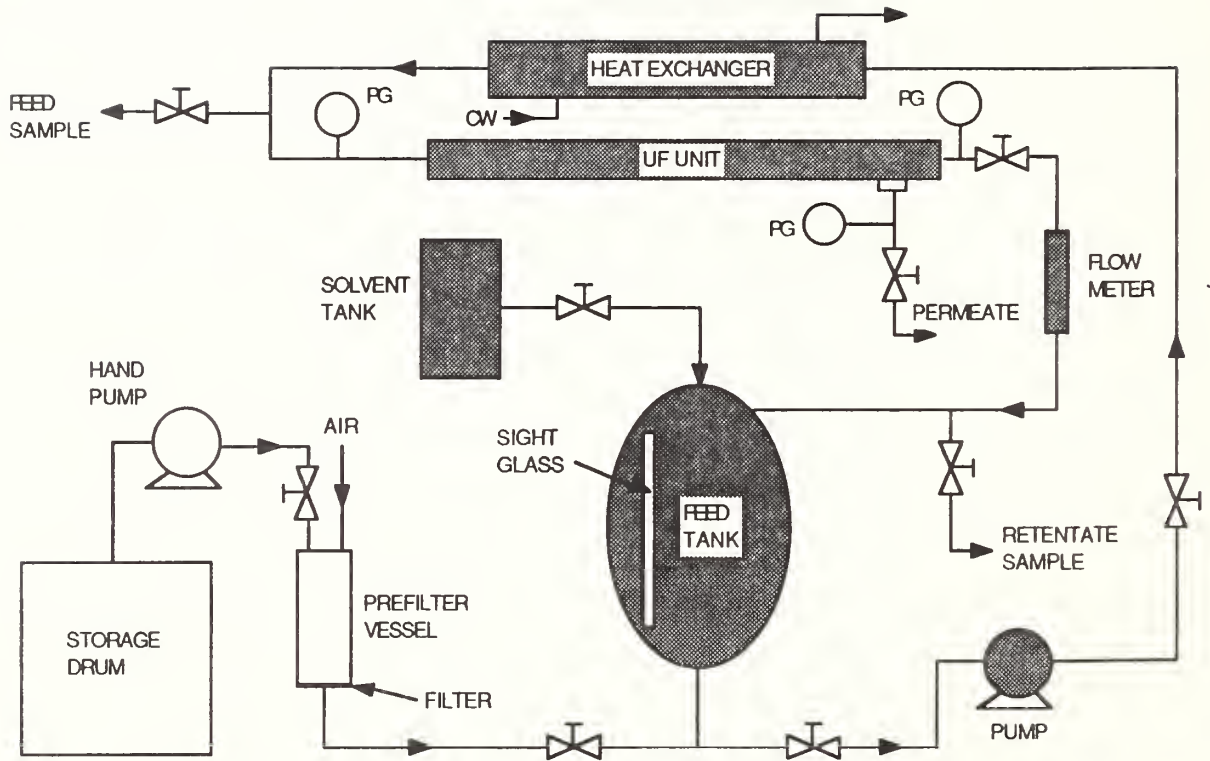 HEAT EXCHANGER
FEED
SAMPLE
PG
CW
PG
UF UNIT
PG
SOLVENT
TANK
FLOW
METER
PERMEATE
HAND
PUMP
AIR
SIGHT
GLASS
FEED
TANK
RETENTATE
SAMPLE
PREFILTER
VESSEL
STORAGE
DRUM
FILTER
PUMP